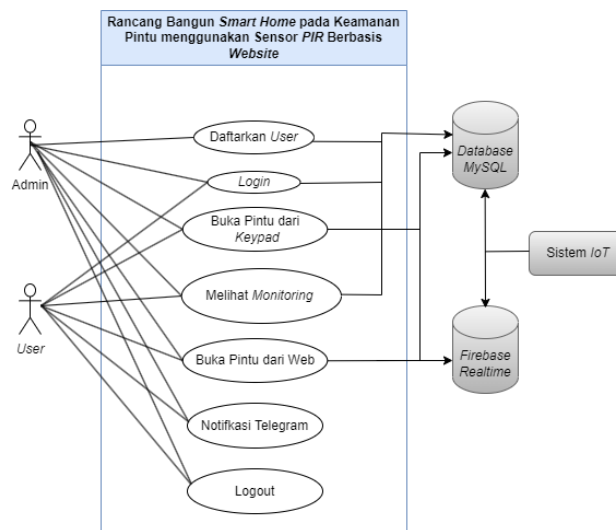 Rancang Bangun Smart Home pada Keamanan
Pintu menggunakan Sensor PIR Berbasis
Website
Daftarkan User
Login
Buka Pintu dari
Keypad
Melihat Monitoring
Buka Pintu dari Web
Notifkasi Telegram
Logout
Admin
User
Database
MySQL
Sistem IoT
Firebase
Realtime